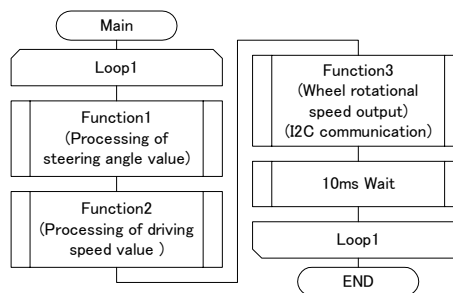 Main
Loop1
Function1
(Processing of
steering angle value)
Function2
(Processing of driving
speed value )
Function3
(Wheel rotational
speed output)
(I2C communication)
10ms Wait
Loop1
END